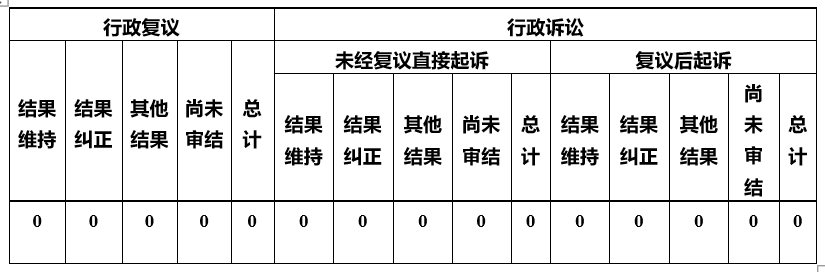 行政复议 行政诉讼
未经复议直接起诉 复议后起诉
结果维持 结果纠正 其他结果 尚未审结 总计 结果维持 结果纠正 其他结果 尚未审结 总计 结果维持 结果纠正 其他结果 尚未审结 总计
0 0 0 0 0 0 0 0 0 0 0 0 0 0 0